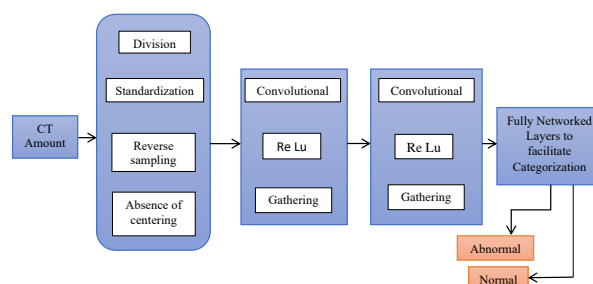 CT
Amount
Division
Standardization
Reverse
sampling
Absence of
centering
Convolutional
Re Lu
Gathering
Convolutional
Re Lu
Gathering
Fully Networked
Layers to
facilitate
Categorization
Abnormal
Normal